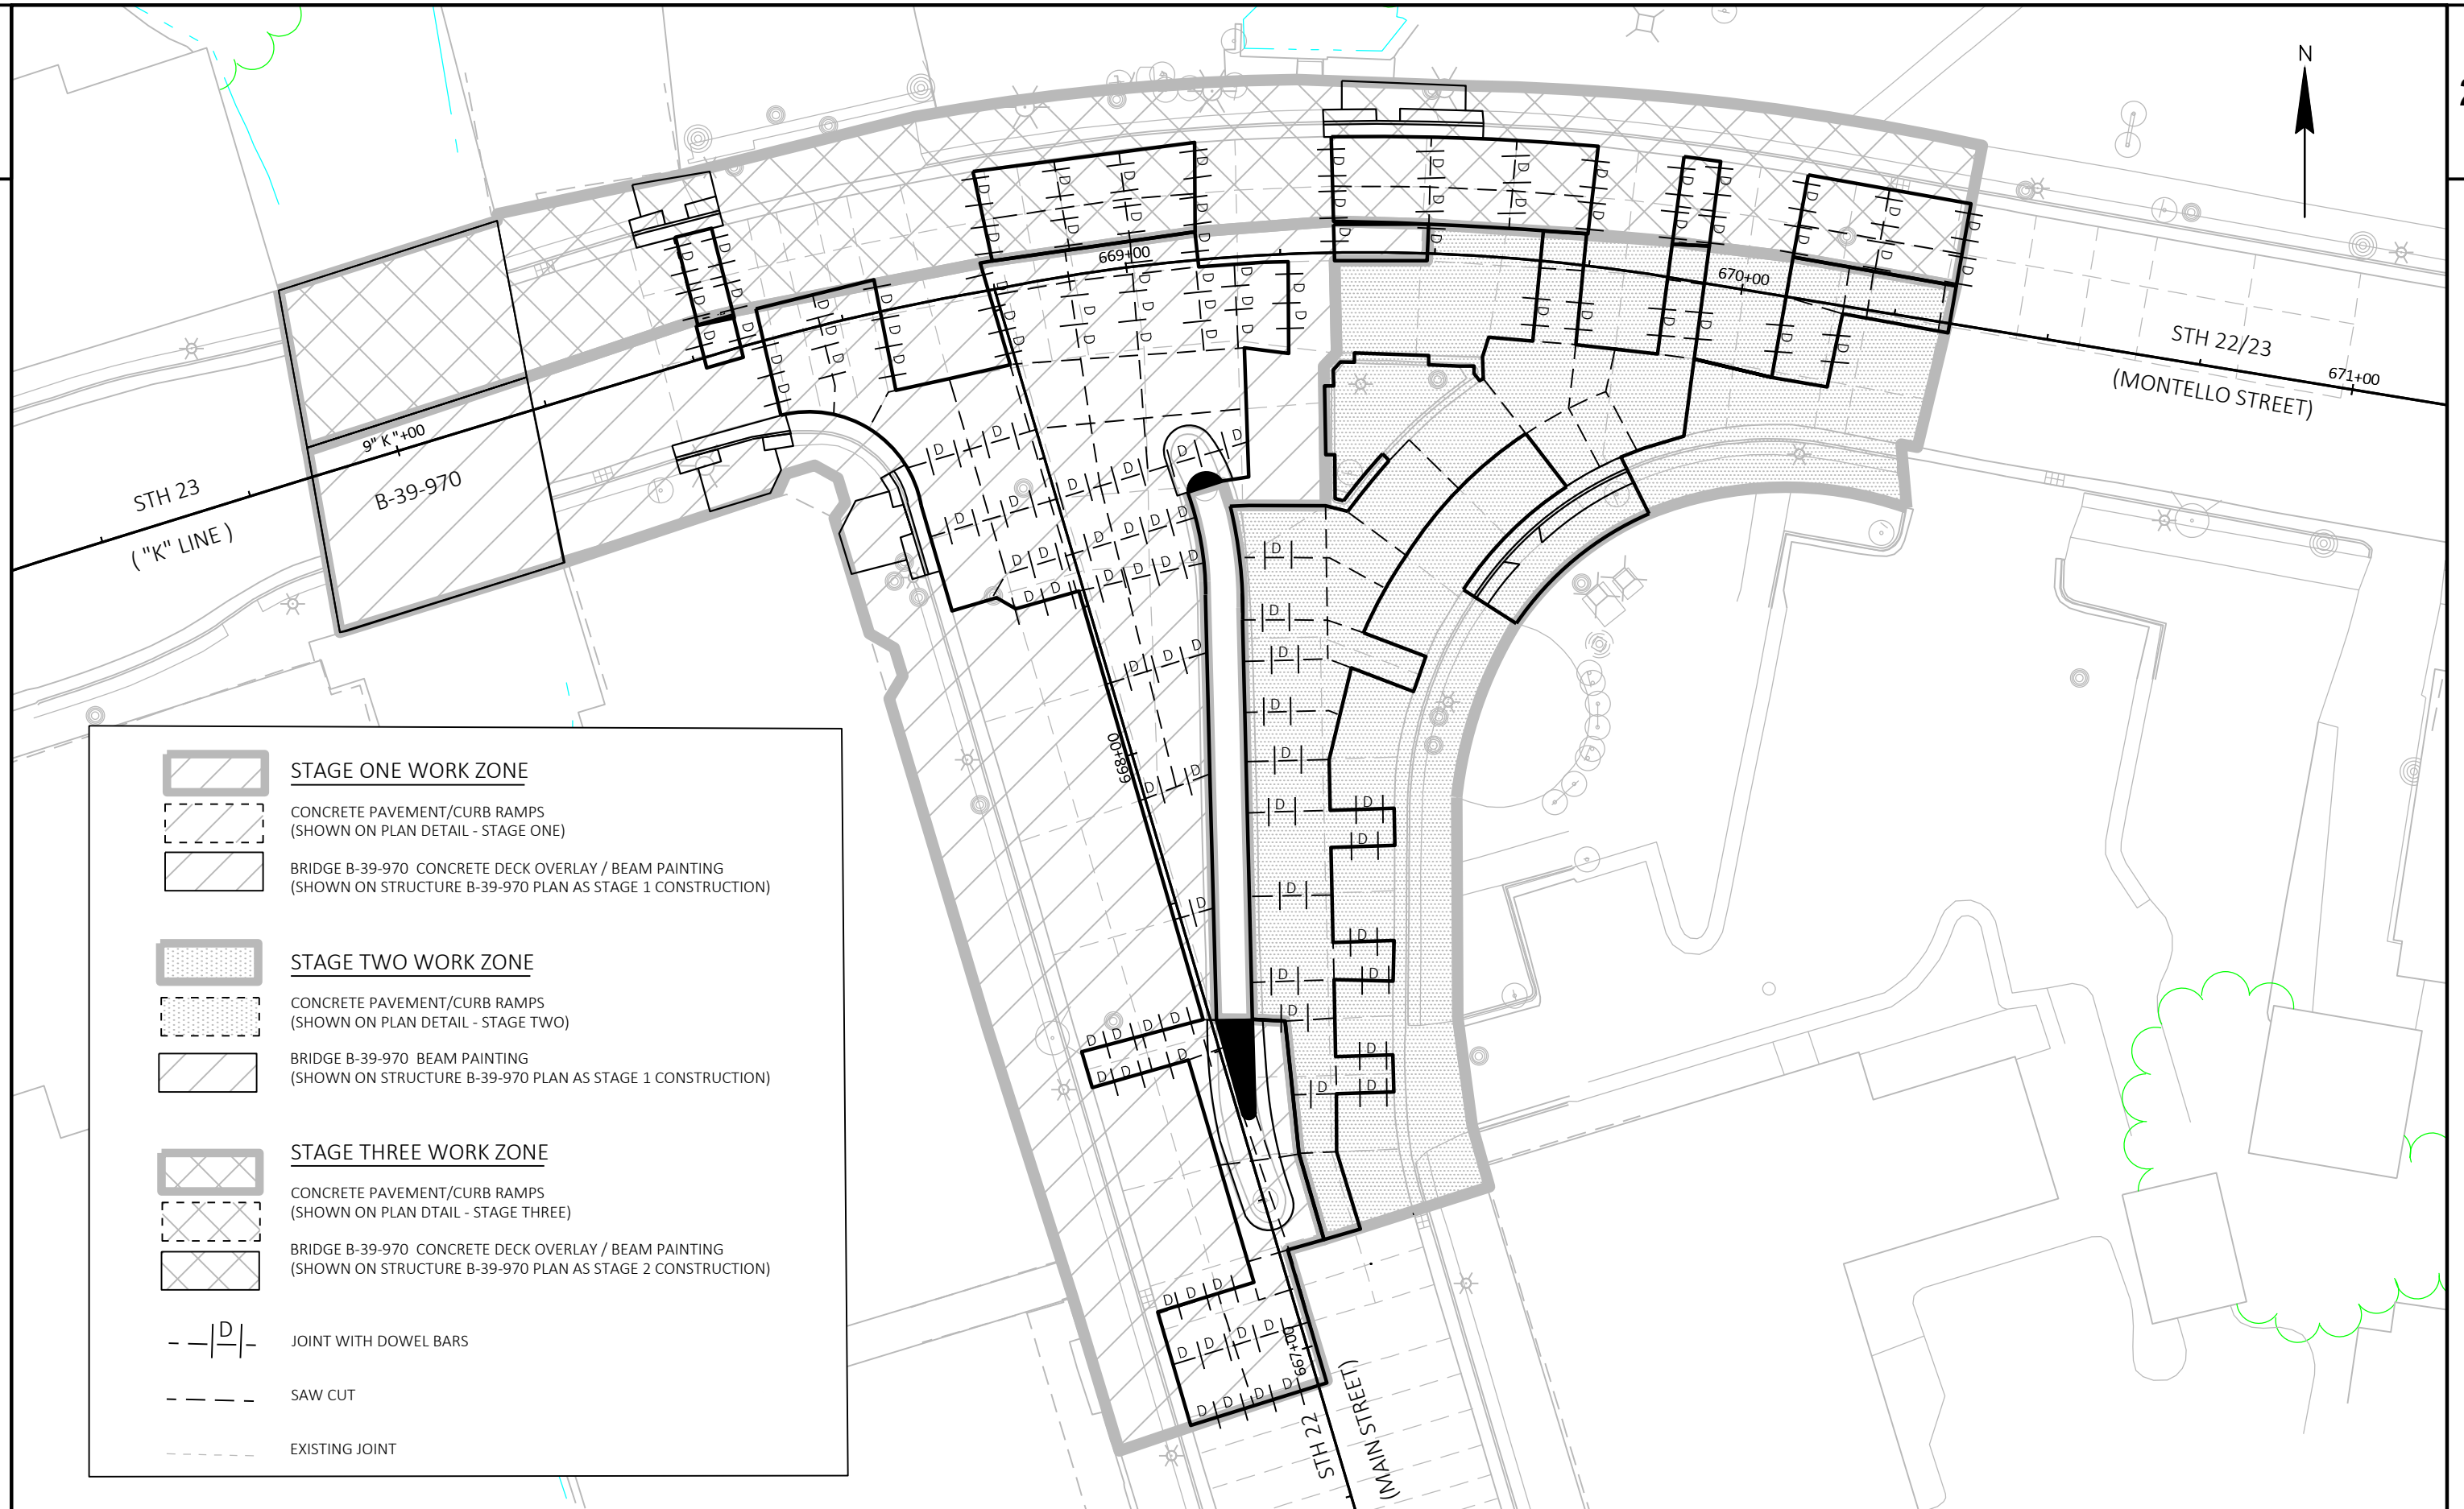 N
2
669+00
670+00
STH 22/23
(MONTELLO STREET)
671+00
9" K "+00
STH 23
( "K" LINE )
B-39-970
668+00
667+00
STH 22
(MAIN STREET)
STAGE ONE WORK ZONE
CONCRETE PAVEMENT/CURB RAMPS
(SHOWN ON PLAN DETAIL - STAGE ONE)
BRIDGE B-39-970  CONCRETE DECK OVERLAY / BEAM PAINTING
(SHOWN ON STRUCTURE B-39-970 PLAN AS STAGE 1 CONSTRUCTION)
STAGE TWO WORK ZONE
CONCRETE PAVEMENT/CURB RAMPS
(SHOWN ON PLAN DETAIL - STAGE TWO)
BRIDGE B-39-970  BEAM PAINTING
(SHOWN ON STRUCTURE B-39-970 PLAN AS STAGE 1 CONSTRUCTION)
STAGE THREE WORK ZONE
CONCRETE PAVEMENT/CURB RAMPS
(SHOWN ON PLAN DTAIL - STAGE THREE)
BRIDGE B-39-970  CONCRETE DECK OVERLAY / BEAM PAINTING
(SHOWN ON STRUCTURE B-39-970 PLAN AS STAGE 2 CONSTRUCTION)
D
JOINT WITH DOWEL BARS
SAW CUT
EXISTING JOINT